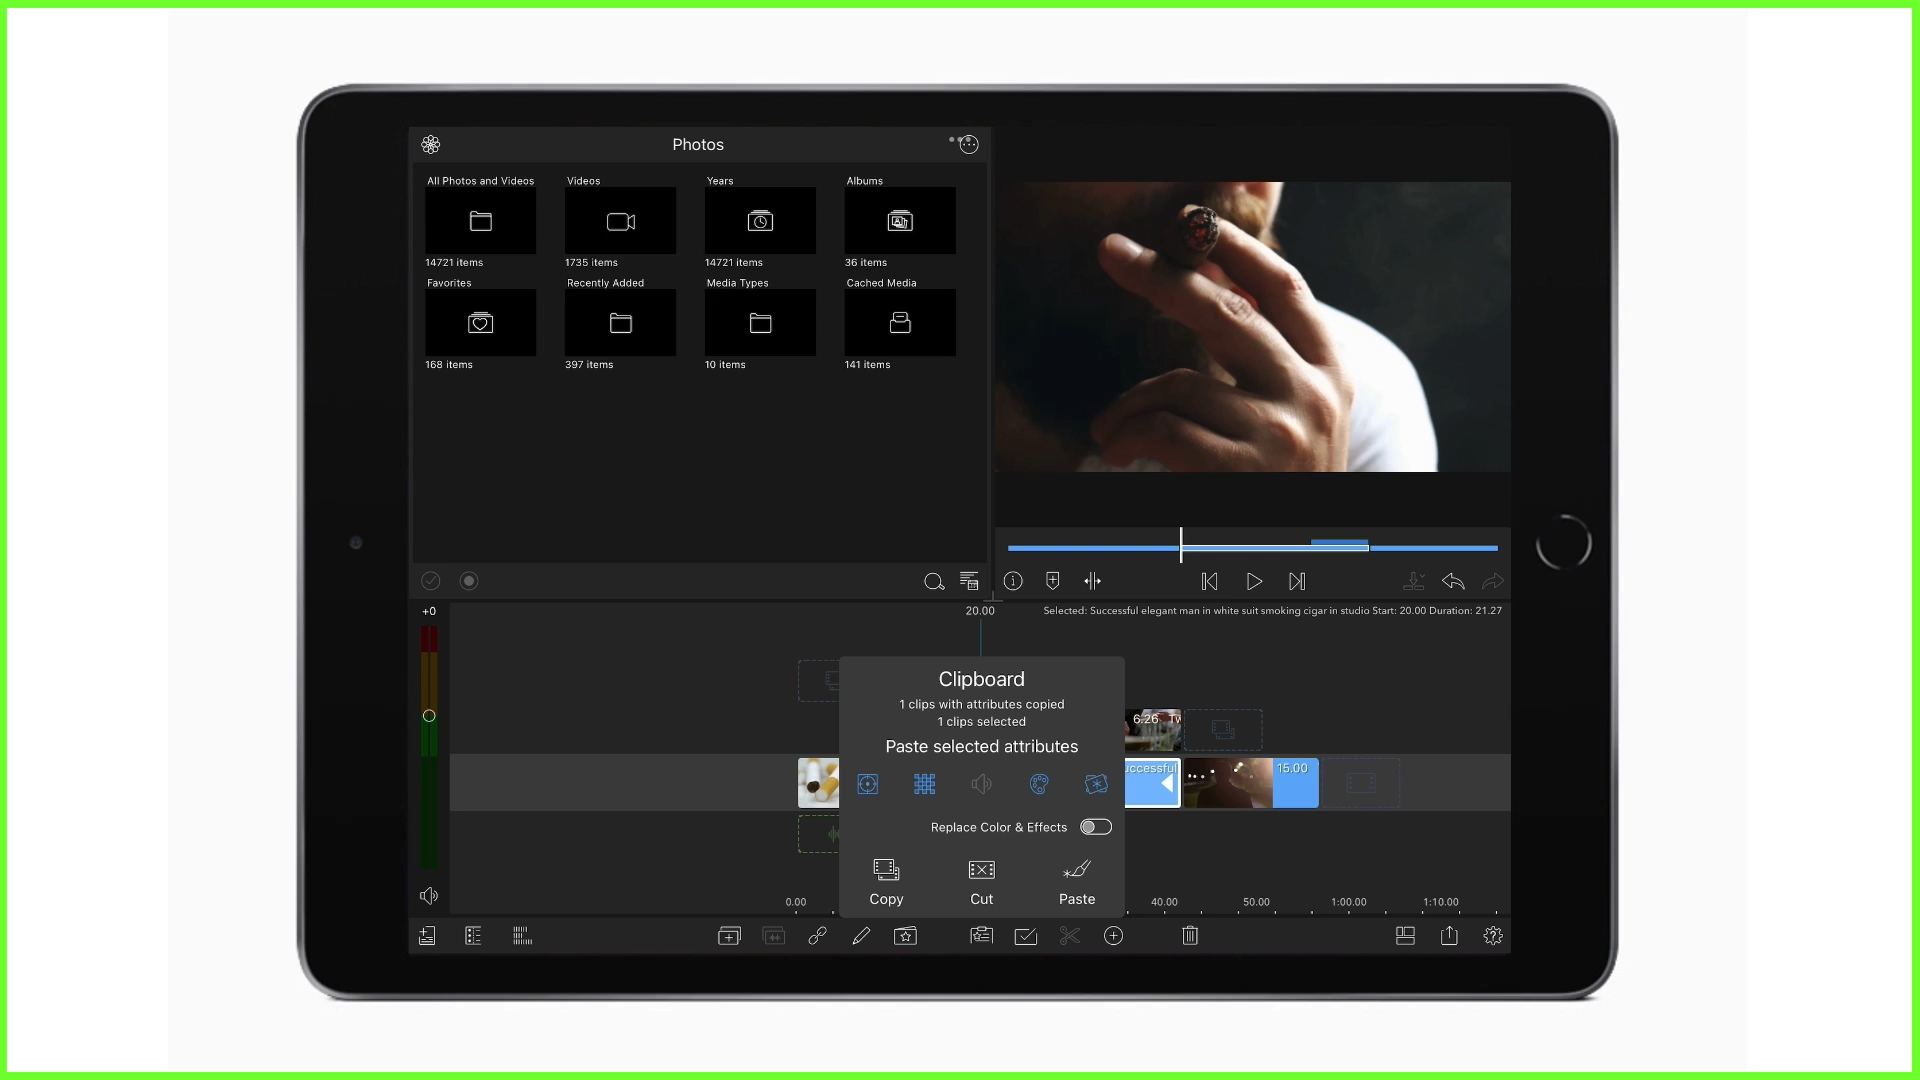 Photos
All Photos and Videos
Videos
Years
Albums
14721 items
1735 items
14721 items
36 items
Favorites
Recently Added
Media Types
Cached Media
168 items
397 items
10 items
141 items
+0
20.00
Selected: Successful elegant man in white suit smoking cigar in studio Start: 20.00 Duration: 21.27
Clipboard
1 clips with attributes copied
1 clips selected
Paste selected attributes
6.26 Tw
uccessful
15.00
Replace Color & Effects
Copy
Cut
Paste
0.00
40.00
50.00
1:00.00
1:10.00